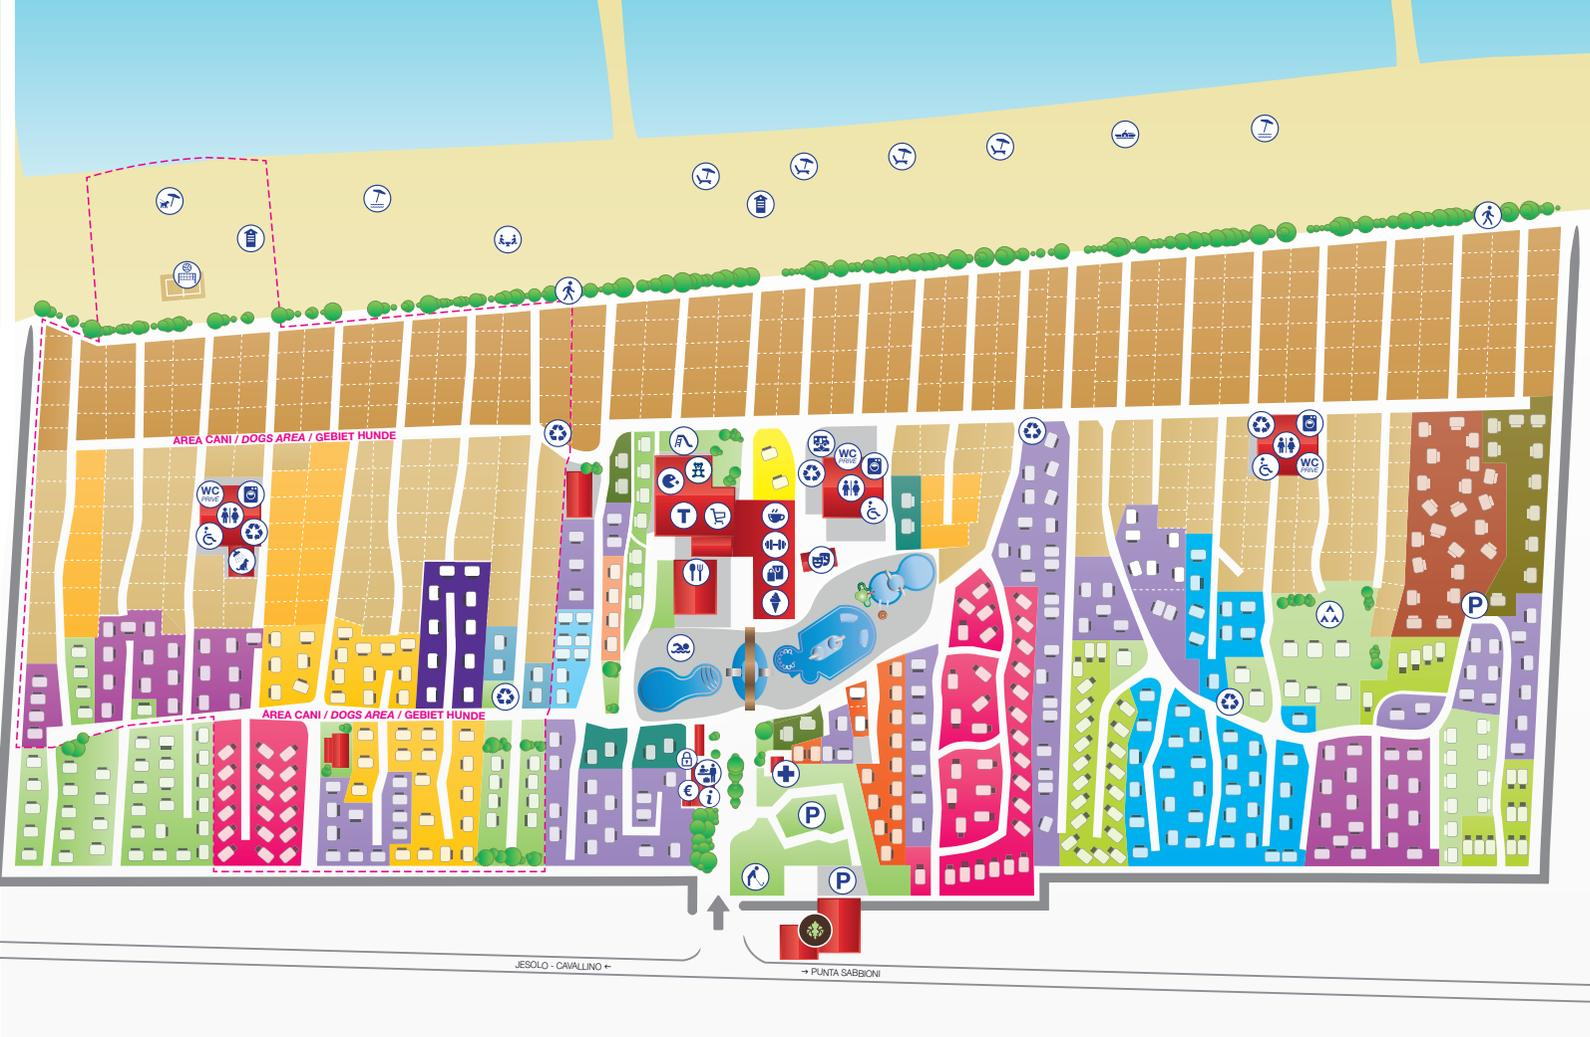 AREA CANI / DOGS AREA / GEBIET HUNDE
WC
PRIVÉ
WC
PRIVÉ
WC
PRIVÉ
T
P
AREA CANI / DOGS AREA / GEBIET HUNDE
€
i
P
P
JESOLO - CAVALLINO ←
→ PUNTA SABBIONI